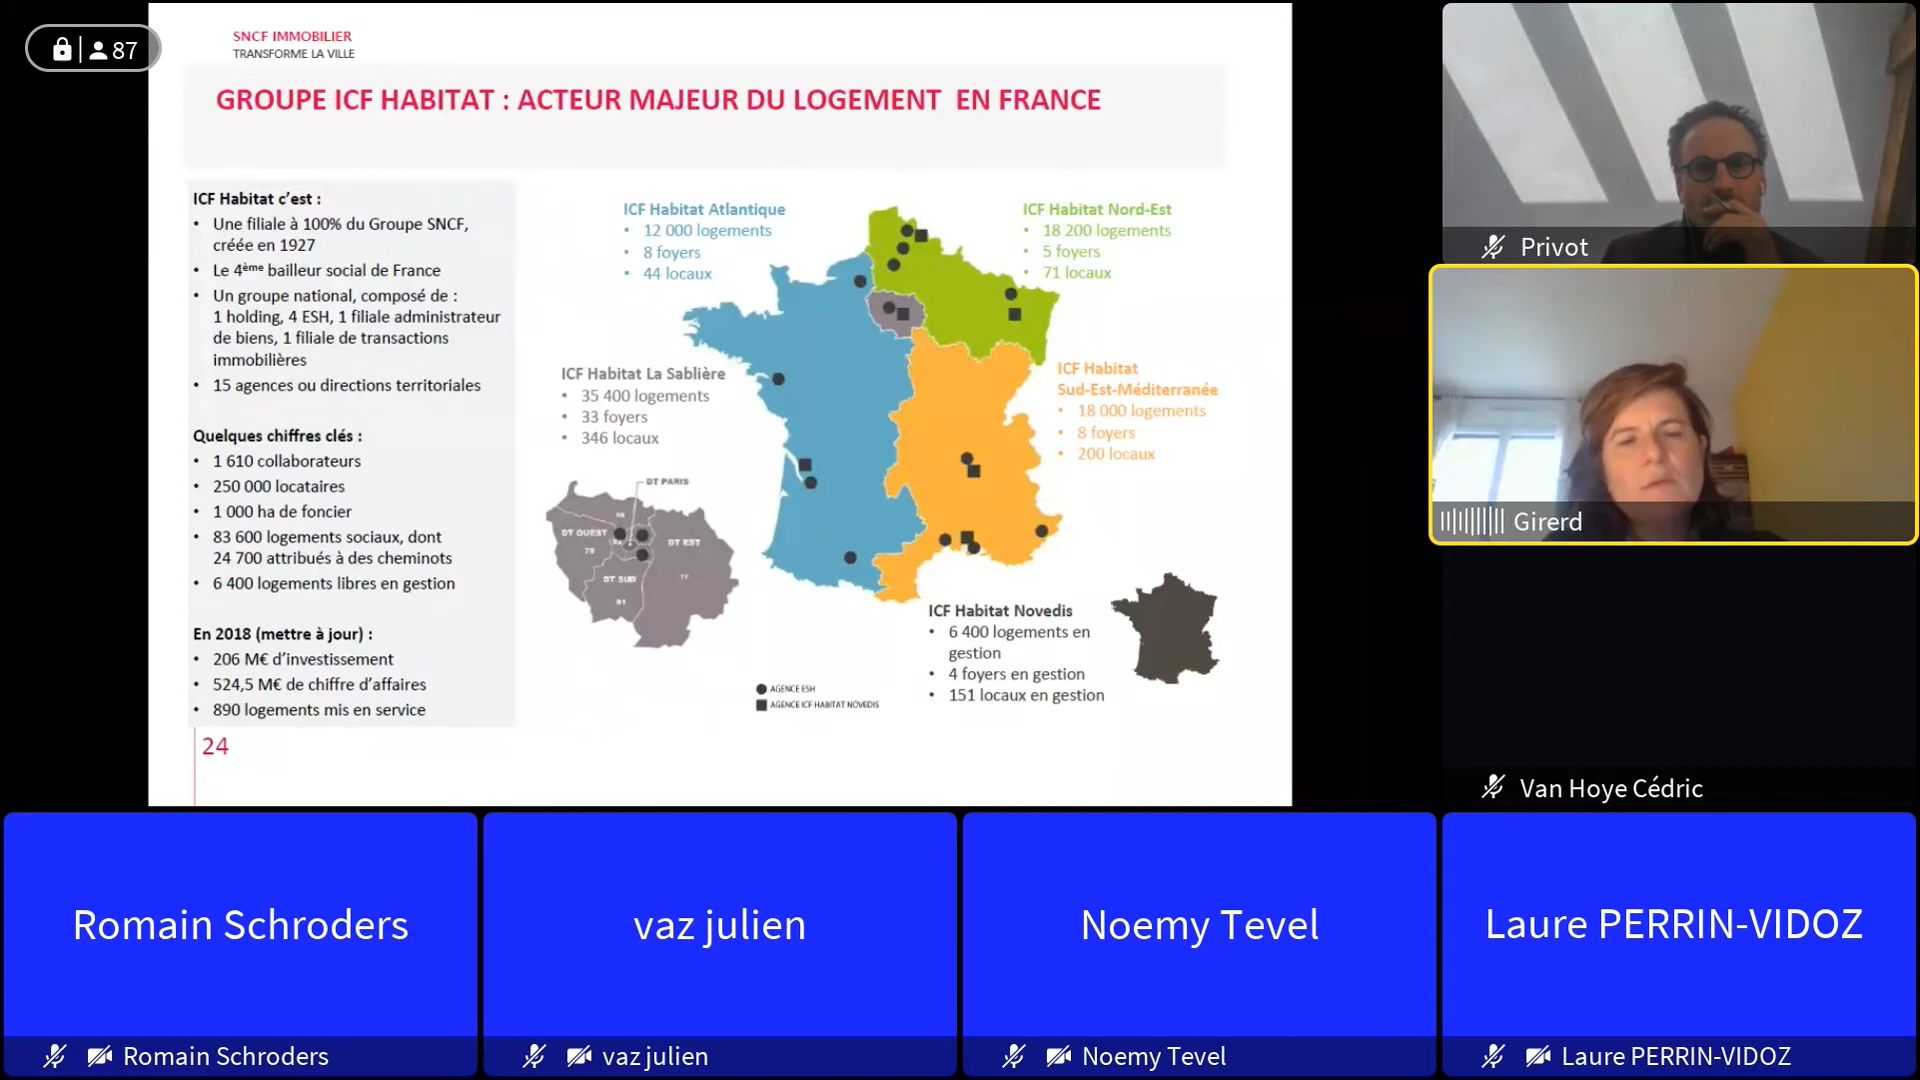 87
SNCF IMMOBILIER
TRANSFORME LA VILLE
GROUPE ICF HABITAT : ACTEUR MAJEUR DU LOGEMENT EN FRANCE
ICF Habitat c’est :
• Une filiale à 100% du Groupe SNCF,
créée en 1927
• Le 4ème bailleur social de France
• Un groupe national, composé de :
1 holding, 4 ESH, 1 filiale administrateur
de biens, 1 filiale de transactions
immobilières
• 15 agences ou directions territoriales
Quelques chiffres clés :
• 1 610 collaborateurs
• 250 000 locataires
• 1 000 ha de foncier
• 83 600 logements sociaux, dont
24 700 attribués à des cheminots
• 6 400 logements libres en gestion
En 2018 (mettre à jour) :
• 206 M€ d’investissement
• 524,5 M€ de chiffre d’affaires
• 890 logements mis en service
24
ICF Habitat Atlantique
• 12 000 logements
• 8 foyers
• 44 locaux
ICF Habitat Nord-Est
• 18 200 logements
• 5 foyers
• 71 locaux
ICF Habitat La Sablière
• 35 400 logements
• 33 foyers
• 346 locaux
ICF Habitat
Sud-Est-Méditerranée
• 18 000 logements
• 8 foyers
• 200 locaux
DT PARIS
95
DT OUEST
78
DT EST
77
DT SUD
91
ICF Habitat Novedis
• 6 400 logements en
gestion
• 4 foyers en gestion
• 151 locaux en gestion
AGENCE ESH
AGENCE ICF HABITAT NOVEDIS
Privot
Girerd
Van Hoye Cédric
Romain Schroders
Romain Schroders
vaz julien
vaz julien
Noemy Tevel
Noemy Tevel
Laure PERRIN-VIDOZ
Laure PERRIN-VIDOZ